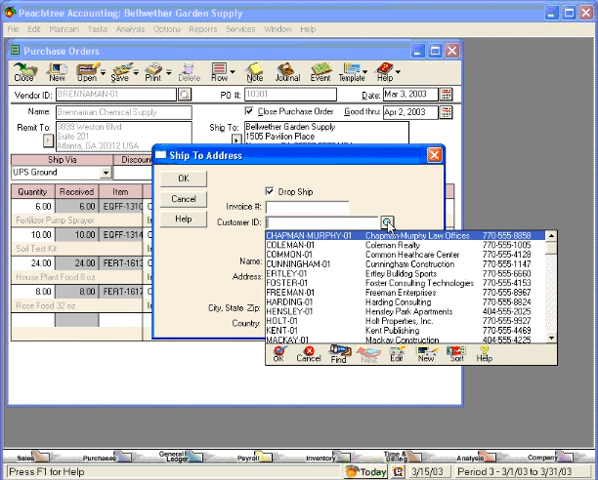 Peachtree Accounting: Bellwether Garden Supply
File Edit Maintain Tasks Analysis Options Reports Services Window Help
Purchase Orders
Close New Open Save Print Delete Row Note Journal Event Template Help
Vendor ID: BRENNAMAN-01 PO #: 10301 Date: Mar 3, 2003
Name: Brennaman Chemical Supply Close Purchase Order Good thru: Apr 2, 2003
Remit To: 3099 Weston Blvd Ship To: Bellwether Garden Supply
Suite 201 1505 Pavilion Place
Atlanta, GA 30312 USA
Ship Via Discou
UPS Ground
Quantity Received Item
6.00 6.00 EQFF-1310
Fertilizer Pump Sprayer
10.00 10.00 EQFF-1314
Soil Test Kit
24.00 24.00 FERT-1612
House Plant Food 8 oz
8.00 8.00 FERT-1613
Rose Food 32 oz
Ship To Address
OK
Cancel
Help
Drop Ship
Invoice #:
Customer ID:
Name:
Address:
City, State Zip:
Country:
CHAPMAN-MURPHY-01 Chapman-Murphy Law Offices 770-555-8858
COLEMAN-01 Coleman Realty 770-555-1005
COMMON-01 Common Heathcare 770-555-4128
CUNNINGHAM-01 Cunningham Construction 770-555-1147
ERTLEY-01 Ertley Bulldog Sports 770-555-6660
FOSTER-01 Foster Consulting Technologies 770-555-4153
FREEMAN-01 Freeman Enterprises 770-555-8967
HARDING-01 Harding Consulting 770-555-8824
HENSLEY-01 Hensley Park Apartments 404-555-2025
HOLT-01 Holt Properties, Inc. 770-555-9927
KENT-01 Kent Publishing 770-555-4469
MACKAY-01 Mackay Construction 404-555-4225
OK Cancel Find Next Edit New Sort Help
Sales Purchases General Ledger Payroll Inventory Time & Billing Analysis Company
Press F1 for Help Today 3/15/03 Period 3 - 3/1/03 to 3/31/03